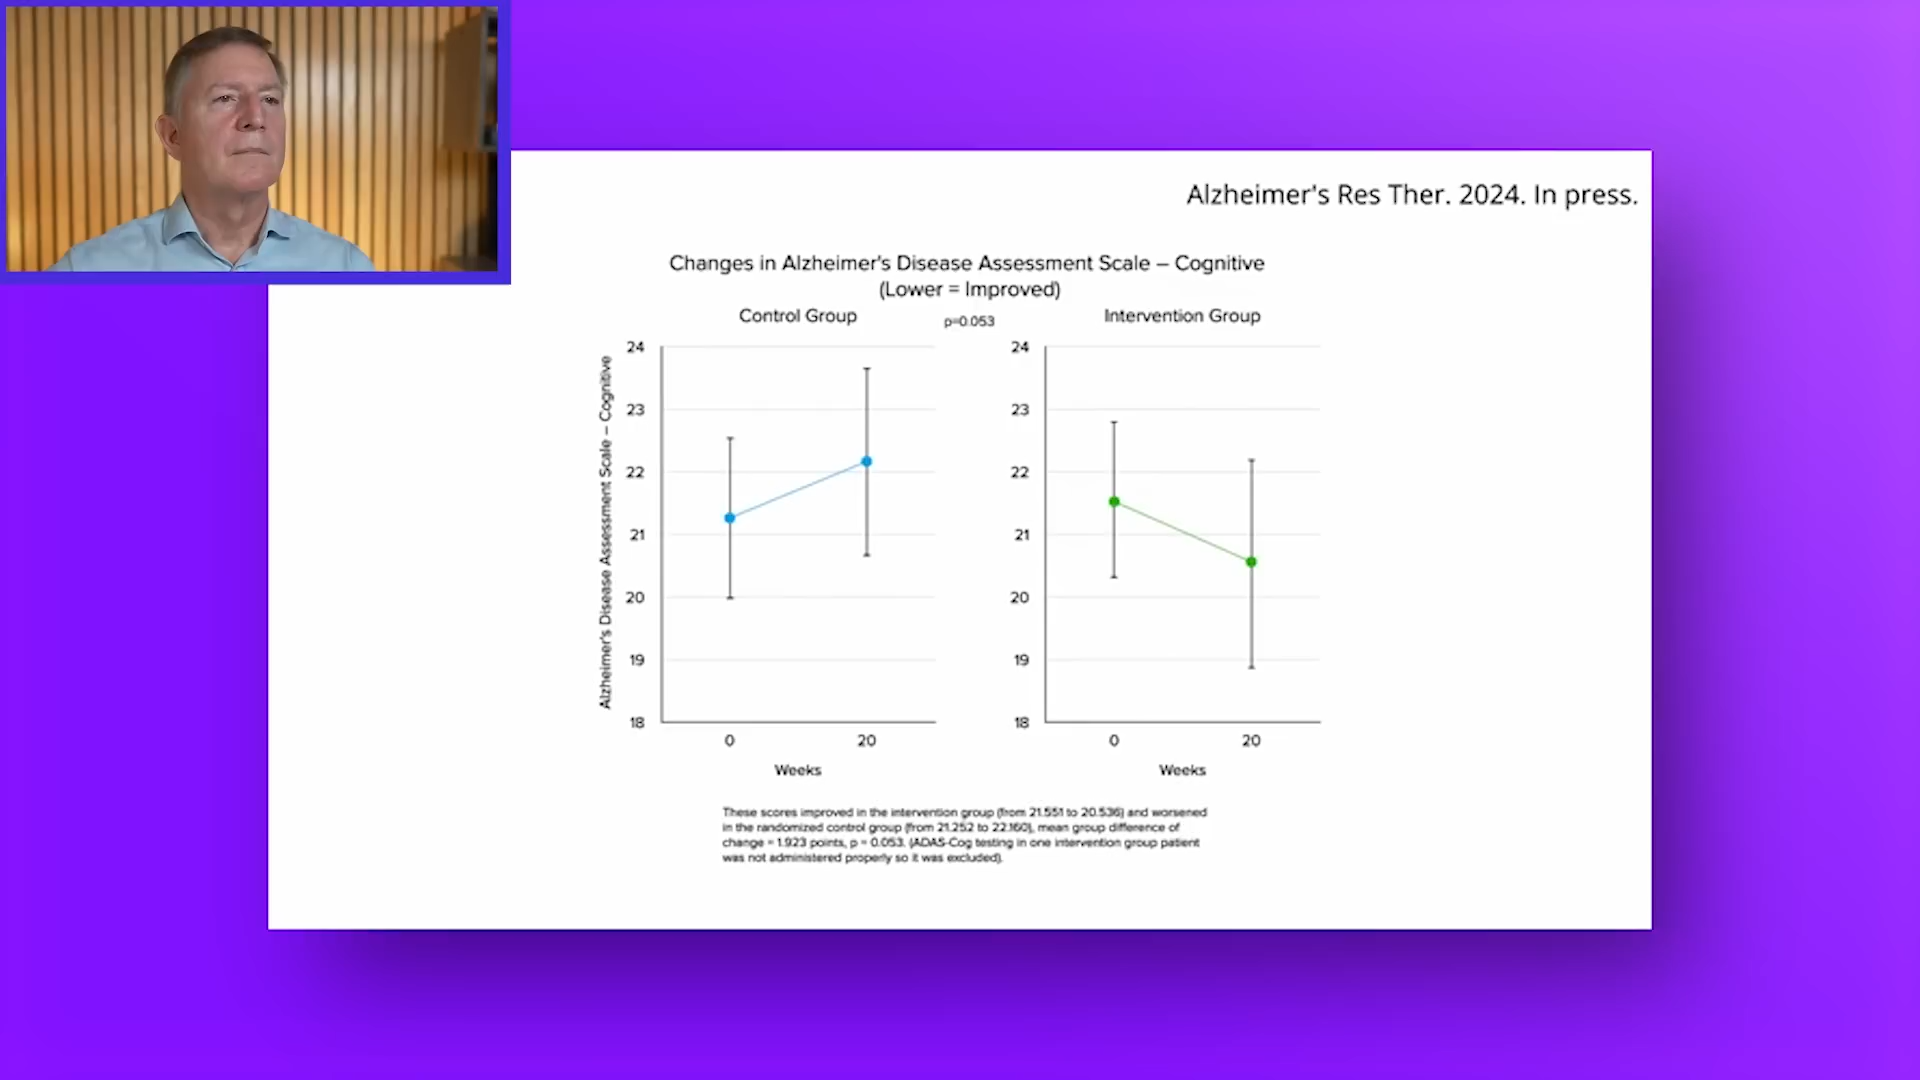 Alzheimer's Res Ther. 2024. In press.
Changes in Alzheimer's Disease Assessment Scale – Cognitive
(Lower = Improved)
Control Group
p=0.053
Intervention Group
Alzheimer's Disease Assessment Scale – Cognitive
24
23
22
21
20
19
18
0
20
Weeks
24
23
22
21
20
19
18
0
20
Weeks
These scores improved in the intervention group (from 21.551 to 20.536) and worsened
in the randomized control group (from 21.252 to 22.160), mean group difference of
change = 1.923 points, p = 0.053. (ADAS-Cog testing in one intervention group patient
was not administered properly so it was excluded).